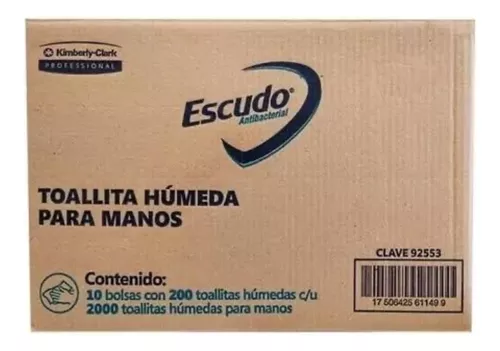 Kimberly-Clark
PROFESSIONAL
Escudo®
Antibacterial
TOALLITA HÚMEDA
PARA MANOS
CLAVE 92553
Contenido:
10 bolsas con 200 toallitas húmedas c/u
2000 toallitas húmedas para manos
17 506425 61149 9